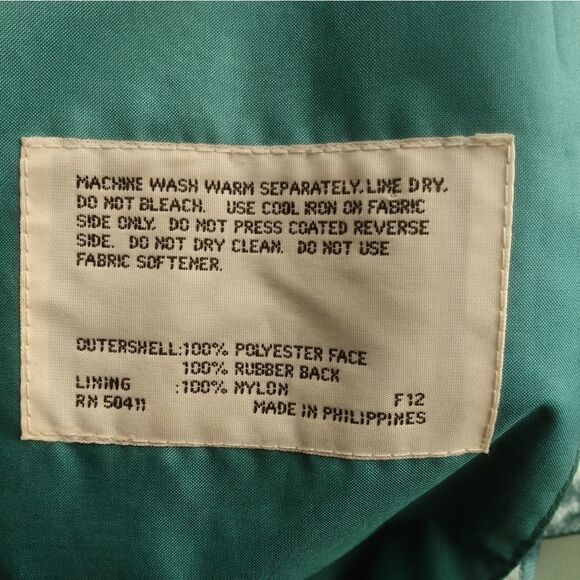 MACHINE WASH WARM SEPARATELY. LINE DRY.
DO NOT BLEACH. USE COOL IRON ON FABRIC
SIDE ONLY. DO NOT PRESS COATED REVERSE
SIDE. DO NOT DRY CLEAN. DO NOT USE
FABRIC SOFTENER.
OUTERSHELL:100% POLYESTER FACE
100% RUBBER BACK
LINING :100% NYLON F12
RN 50411 MADE IN PHILIPPINES